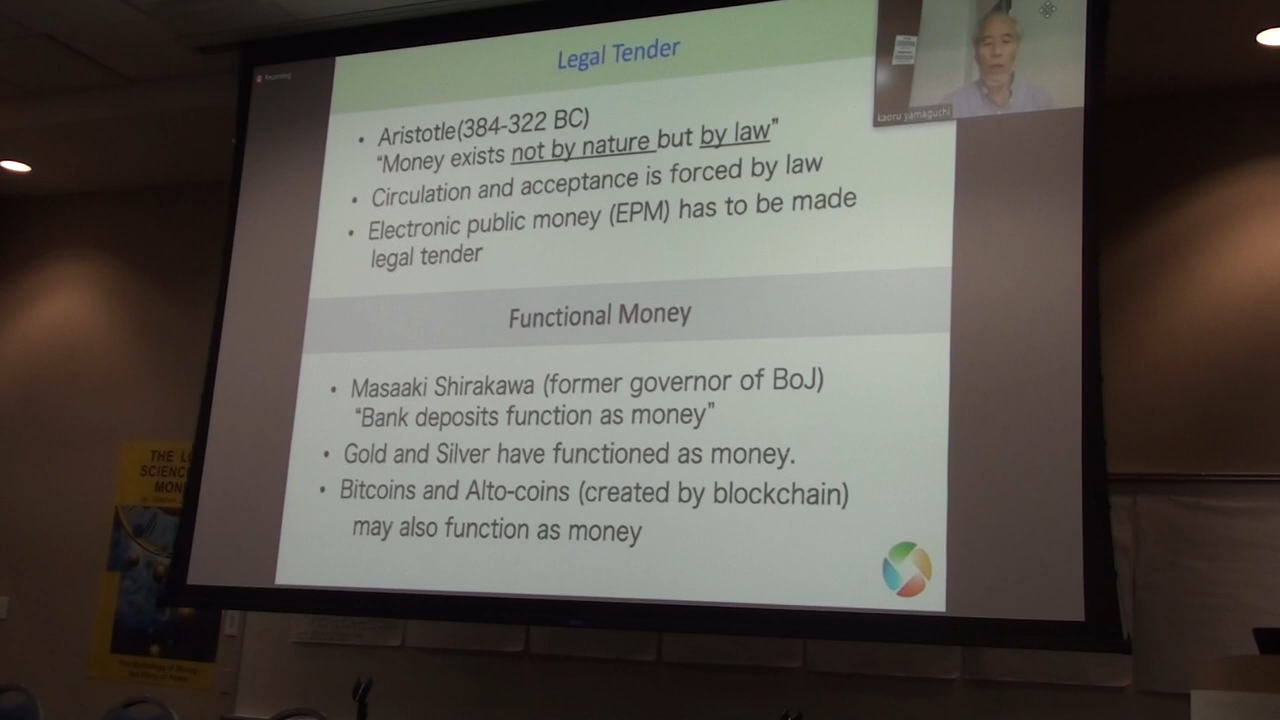 Recording
Legal Tender
kaoru yamaguchi
• Aristotle(384-322 BC)
"Money exists not by nature but by law"
• Circulation and acceptance is forced by law
• Electronic public money (EPM) has to be made
legal tender
Functional Money
• Masaaki Shirakawa (former governor of BoJ)
"Bank deposits function as money"
• Gold and Silver have functioned as money.
• Bitcoins and Alto-coins (created by blockchain)
may also function as money
THE L
SCIENC
MON